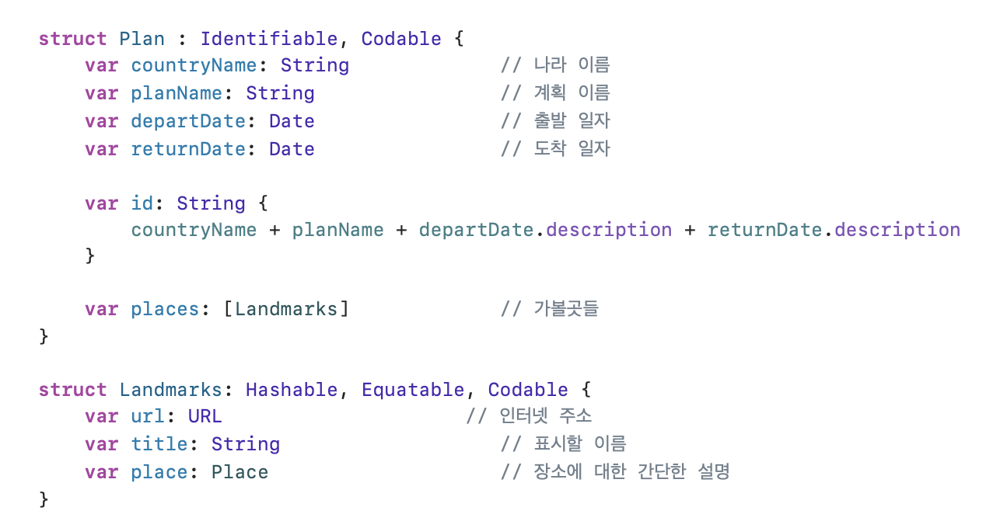 struct Plan : Identifiable, Codable {
    var countryName: String             // 나라 이름
    var planName: String                // 계획 이름
    var departDate: Date                // 출발 일자
    var returnDate: Date                // 도착 일자

    var id: String {
        countryName + planName + departDate.description + returnDate.description
    }

    var places: [Landmarks]             // 가볼곳들
}

struct Landmarks: Hashable, Equatable, Codable {
    var url: URL                     // 인터넷 주소
    var title: String                   // 표시할 이름
    var place: Place                    // 장소에 대한 간단한 설명
}